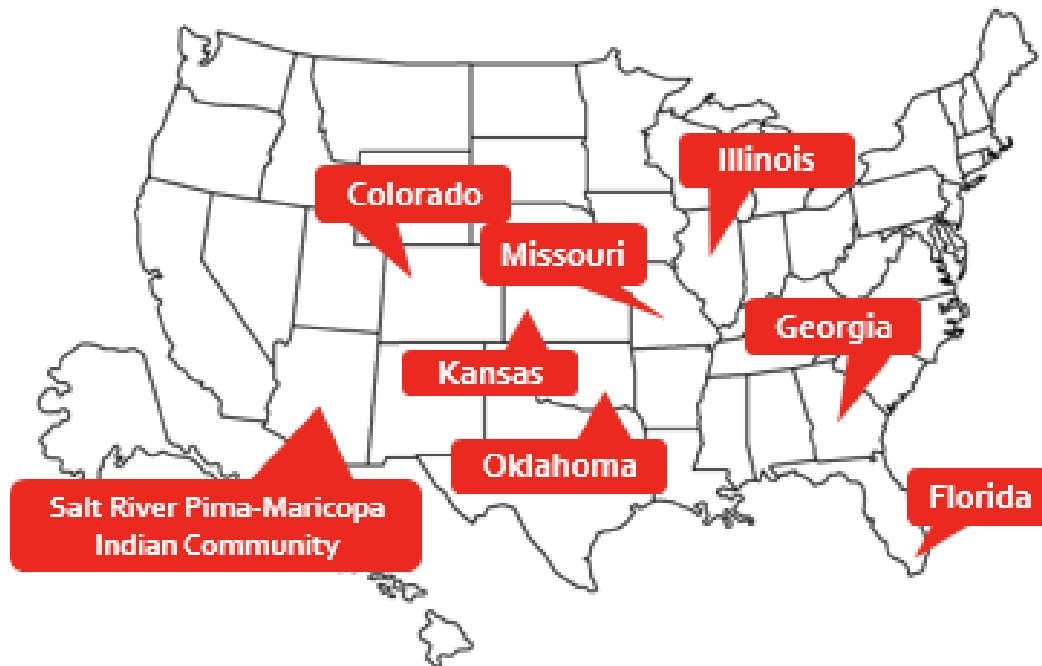 Illinois
Colorado
Missouri
Georgia
Kansas
Oklahoma
Florida
Salt River Pima-Maricopa
Indian Community